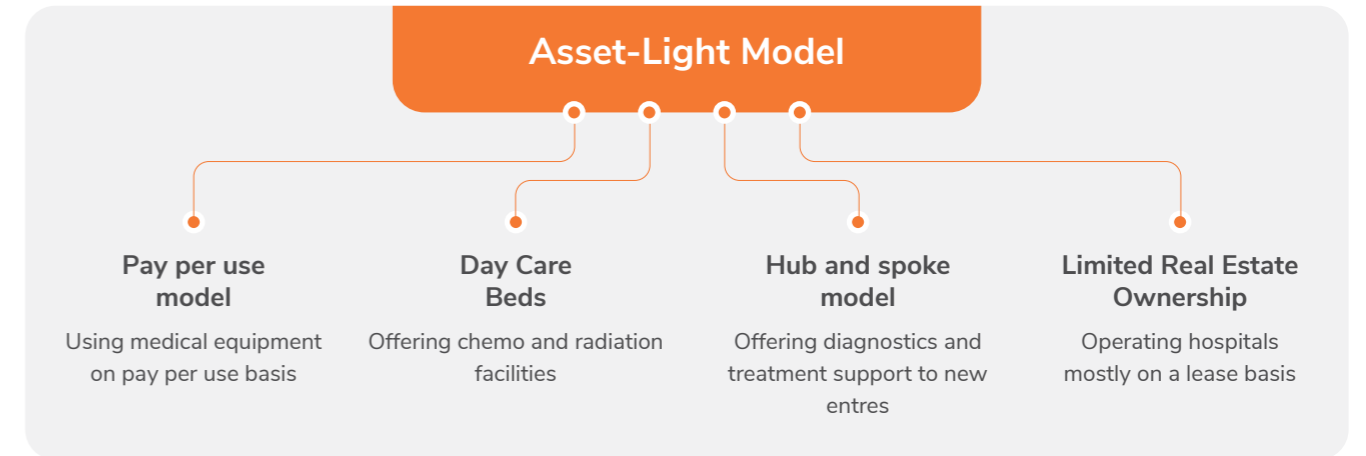 Asset-Light Model
Pay per use
model
Using medical equipment
on pay per use basis
Day Care
Beds
Offering chemo and radiation
facilities
Hub and spoke
model
Offering diagnostics and
treatment support to new
entres
Limited Real Estate
Ownership
Operating hospitals
mostly on a lease basis